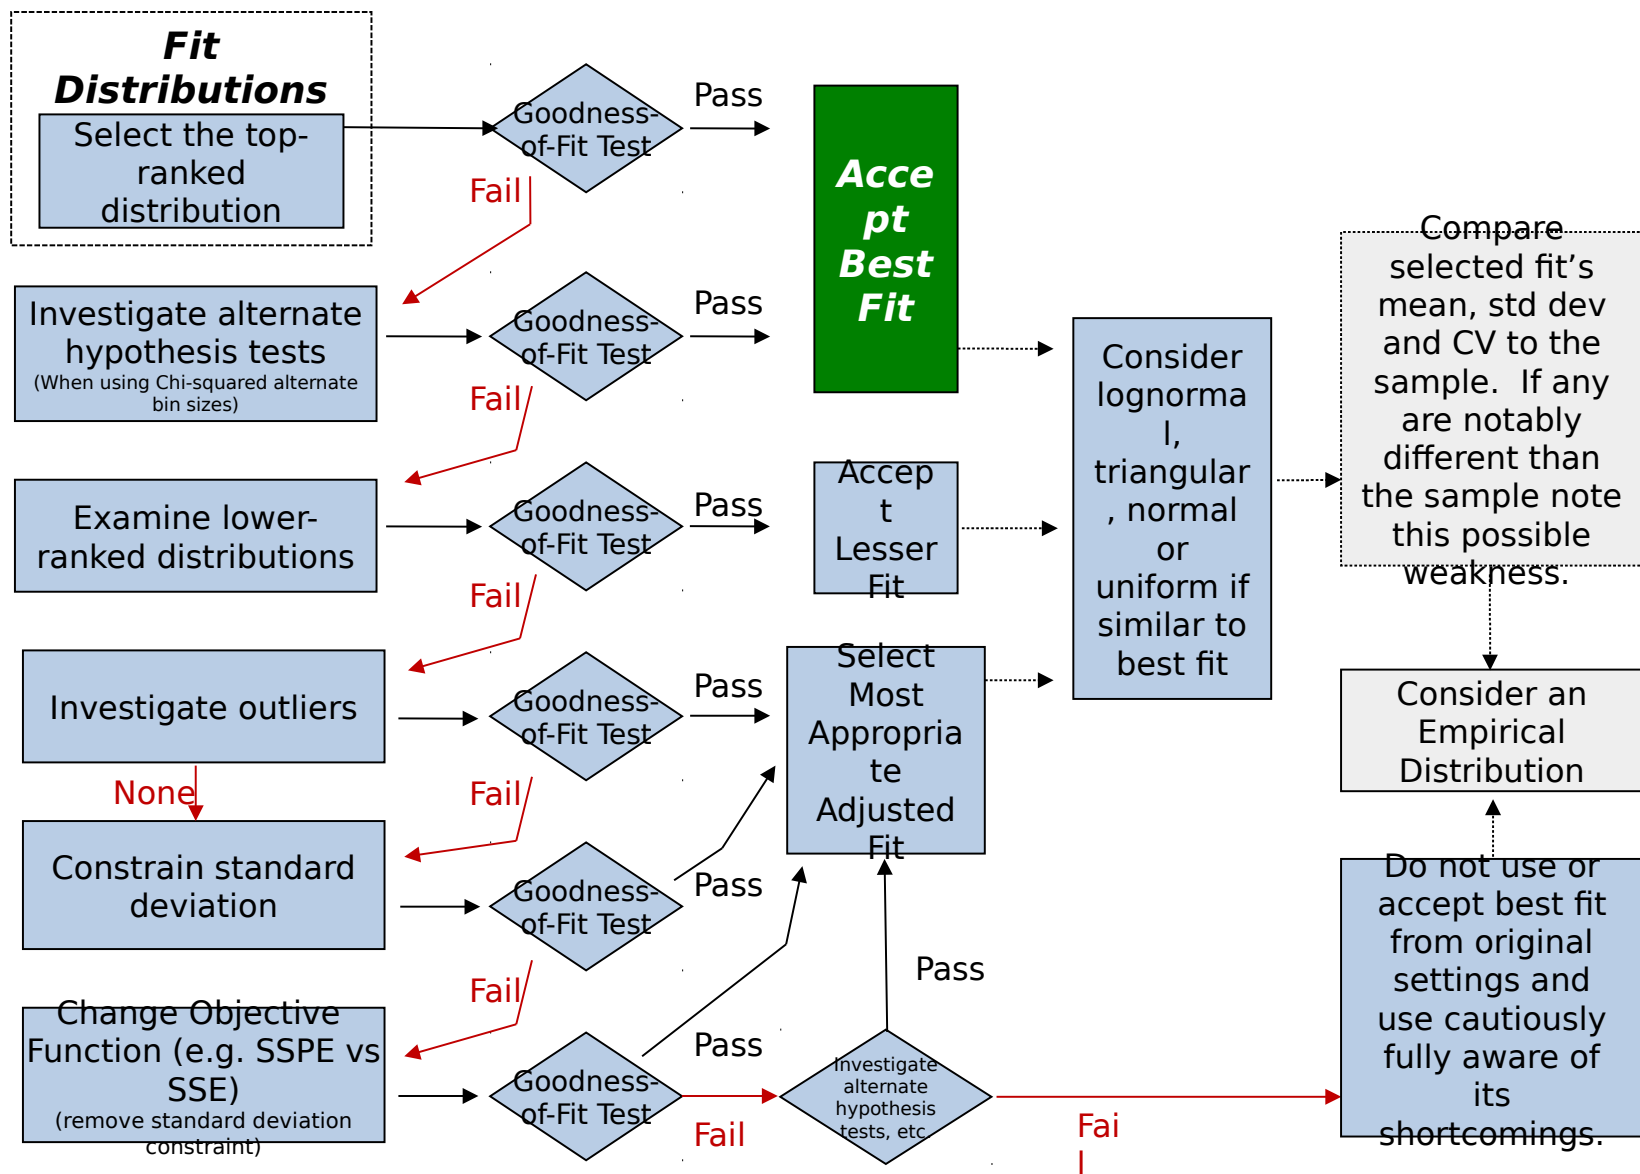 Fit
Distributions
Select the top-
ranked
distribution
Goodness-
of-Fit Test
Pass
Fail
Investigate alternate
hypothesis tests
(When using Chi-squared alternate
bin sizes)
Goodness-
of-Fit Test
Pass
Fail
Acce
pt
Best
Fit
Examine lower-
ranked distributions
Goodness-
of-Fit Test
Pass
Fail
Accep
t
Lesser
Fit
Investigate outliers
None
Goodness-
of-Fit Test
Pass
Fail
Select
Most
Appropria
te
Adjusted
Fit
Constrain standard
deviation
Goodness-
of-Fit Test
Pass
Fail
Change Objective
Function (e.g. SSPE vs
SSE)
(remove standard deviation
constraint)
Goodness-
of-Fit Test
Pass
Fail
Investigate
alternate
hypothesis
tests, etc.
Pass
Fai
l
Consider
lognorma
l,
triangular
, normal
or
uniform if
similar to
best fit
Compare
selected fit’s
mean, std dev
and CV to the
sample.  If any
are notably
different than
the sample note
this possible
weakness.
Consider an
Empirical
Distribution
Do not use or
accept best fit
from original
settings and
use cautiously
fully aware of
its
shortcomings.